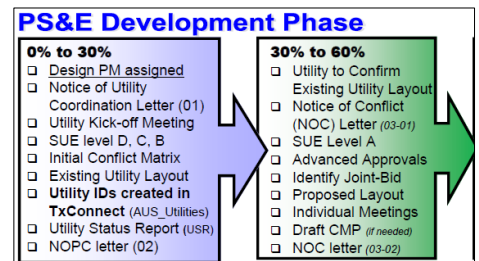 PS&E Development Phase
0% to 30%
❑ Design PM assigned
❑ Notice of Utility
Coordination Letter (01)
❑ Utility Kick-off Meeting
❑ SUE level D, C, B
❑ Initial Conflict Matrix
❑ Existing Utility Layout
❑ Utility IDs created in
TxConnect (AUS_Utilities)
❑ Utility Status Report (USR)
❑ NOPC letter (02)
30% to 60%
❑ Utility to Confirm
Existing Utility Layout
❑ Notice of Conflict
(NOC) Letter (03-01)
❑ SUE Level A
❑ Advanced Approvals
❑ Identify Joint-Bid
❑ Proposed Layout
❑ Individual Meetings
❑ Draft CMP (if needed)
❑ NOC letter (03-02)